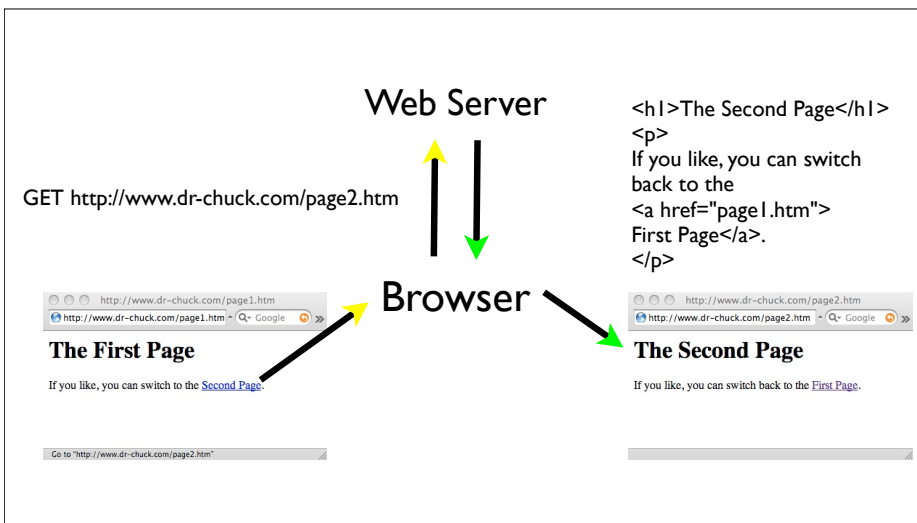 Web Server
GET http://www.dr-chuck.com/page2.htm
Browser
<h1>The Second Page</h1>
<p>
If you like, you can switch
back to the
<a href="page1.htm">
First Page</a>.
</p>
http://www.dr-chuck.com/page1.htm
http://www.dr-chuck.com/page1.htm Google »
The First Page
If you like, you can switch to the Second Page.
Go to "http://www.dr-chuck.com/page2.htm"
http://www.dr-chuck.com/page2.htm
http://www.dr-chuck.com/page2.htm Google »
The Second Page
If you like, you can switch back to the First Page.